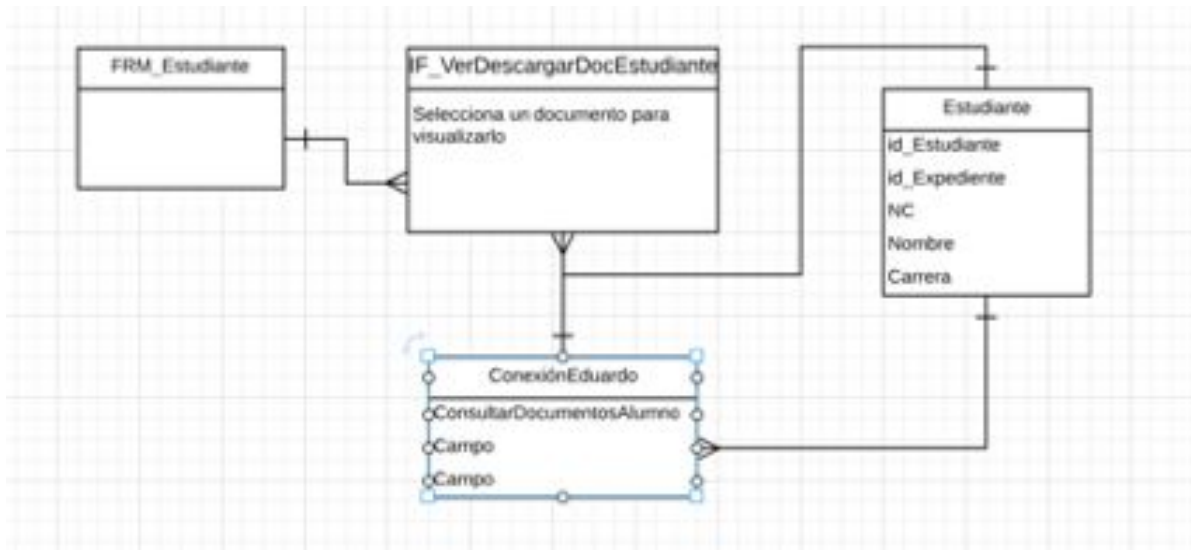 FRM_Estudiante
IF_VerDescargarDocEstudiante
Selecciona un documento para
visualizarlo
Estudiante
id_Estudiante
id_Expediente
NC
Nombre
Carrera
ConexiónEduardo
ConsultarDocumentosAlumno
Campo
Campo